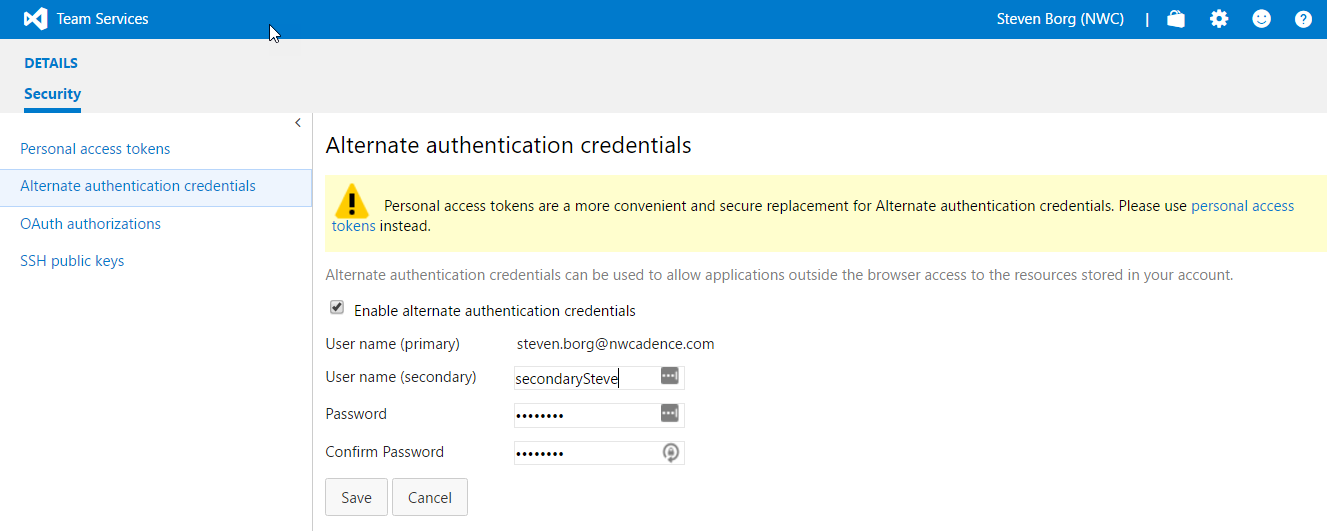 Team Services
Steven Borg (NWC) |
DETAILS
Security
Personal access tokens
Alternate authentication credentials
OAuth authorizations
SSH public keys
Alternate authentication credentials
Personal access tokens are a more convenient and secure replacement for Alternate authentication credentials. Please use personal access
tokens instead.
Alternate authentication credentials can be used to allow applications outside the browser access to the resources stored in your account.
Enable alternate authentication credentials
User name (primary) steven.borg@nwcadence.com
User name (secondary) secondarySteve
Password ••••••••
Confirm Password ••••••••
Save Cancel